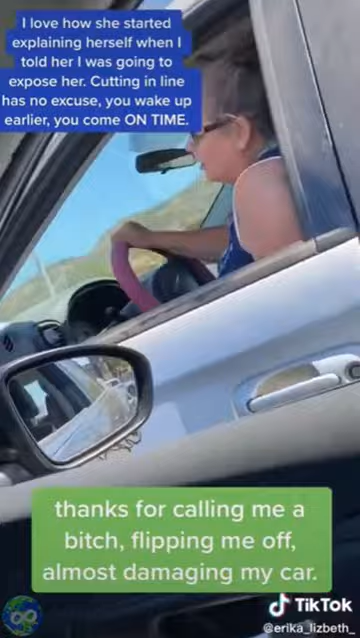 I love how she started
explaining herself when I
told her I was going to
expose her. Cutting in line
has no excuse, you wake up
earlier, you come ON TIME.
thanks for calling me a
bitch, flipping me off,
almost damaging my car.
TikTok
@erika_lizbeth_